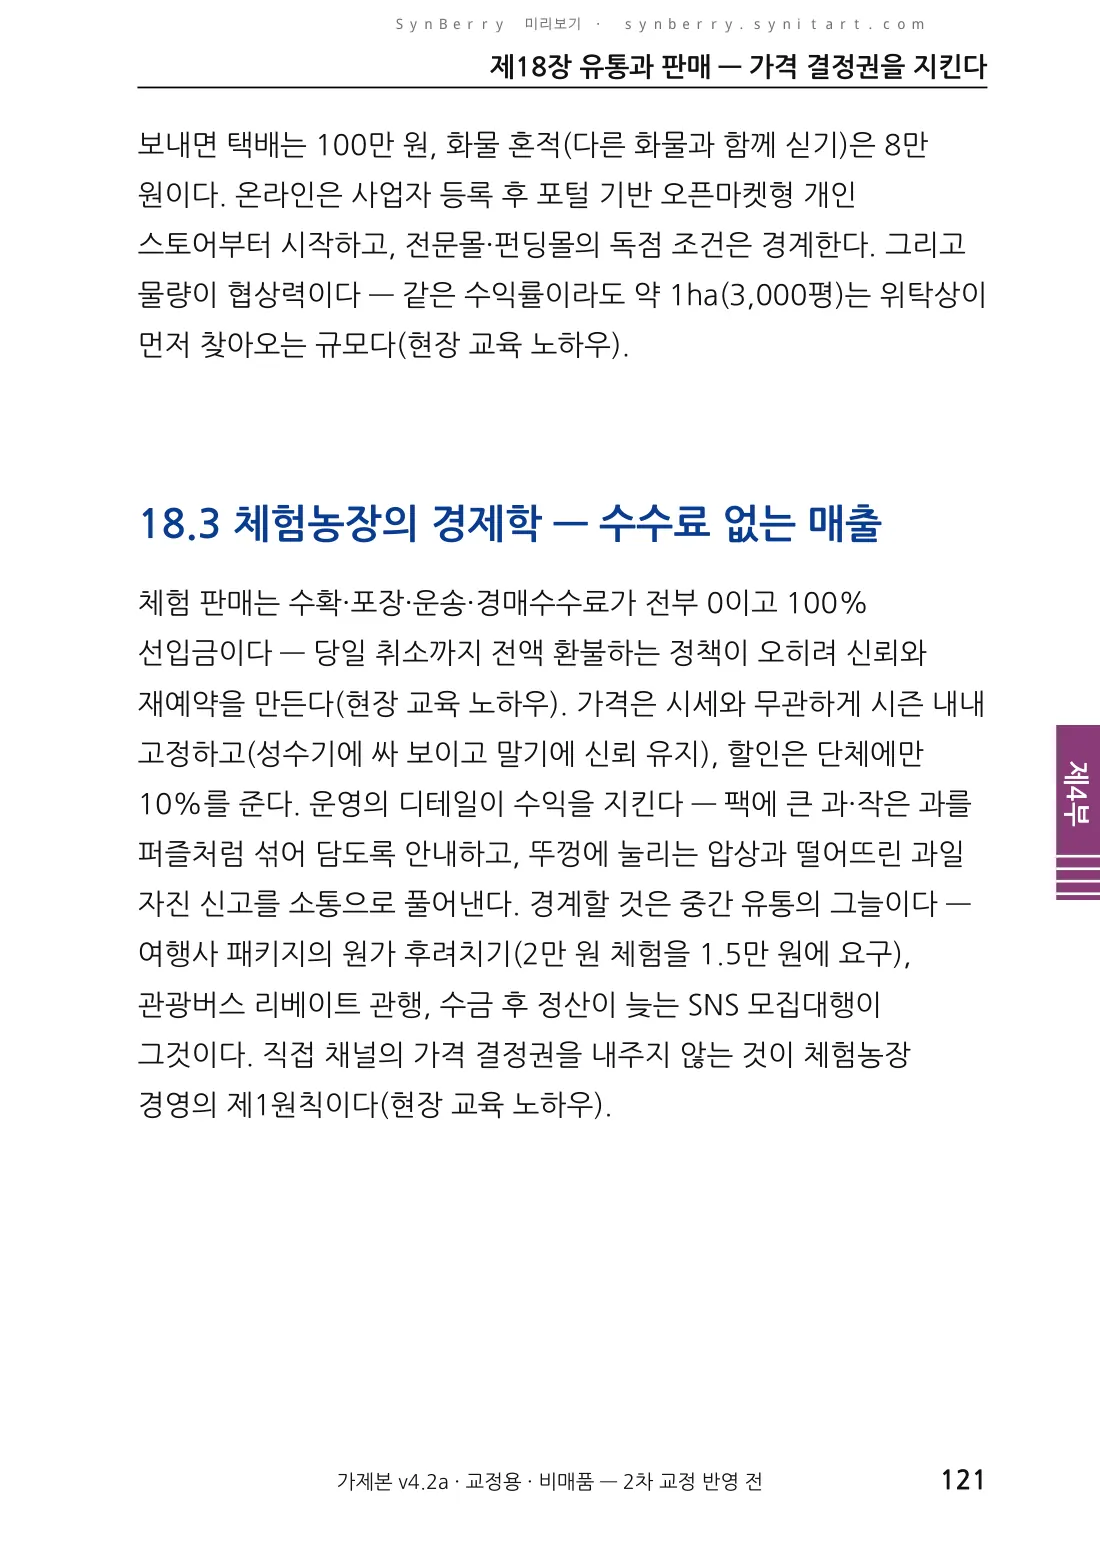 SynBerry 미리보기 · synberry.synitart.com
제18장 유통과 판매 — 가격 결정권을 지킨다
보내면 택배는 100만 원, 화물 혼적(다른 화물과 함께 싣기)은 8만
원이다. 온라인은 사업자 등록 후 포털 기반 오픈마켓형 개인
스토어부터 시작하고, 전문몰·펀딩몰의 독점 조건은 경계한다. 그리고
물량이 협상력이다 — 같은 수익률이라도 약 1ha(3,000평)는 위탁상이
먼저 찾아오는 규모다(현장 교육 노하우).
18.3 체험농장의 경제학 — 수수료 없는 매출
체험 판매는 수확·포장·운송·경매수수료가 전부 0이고 100%
선입금이다 — 당일 취소까지 전액 환불하는 정책이 오히려 신뢰와
재예약을 만든다(현장 교육 노하우). 가격은 시세와 무관하게 시즌 내내
고정하고(성수기에 싸 보이고 말기에 신뢰 유지), 할인은 단체에만
10%를 준다. 운영의 디테일이 수익을 지킨다 — 팩에 큰 과·작은 과를
퍼즐처럼 섞어 담도록 안내하고, 뚜껑에 눌리는 압상과 떨어뜨린 과일
자진 신고를 소통으로 풀어낸다. 경계할 것은 중간 유통의 그늘이다 —
여행사 패키지의 원가 후려치기(2만 원 체험을 1.5만 원에 요구),
관광버스 리베이트 관행, 수금 후 정산이 늦는 SNS 모집대행이
그것이다. 직접 채널의 가격 결정권을 내주지 않는 것이 체험농장
경영의 제1원칙이다(현장 교육 노하우).
제4부
가제본 v4.2a · 교정용 · 비매품 — 2차 교정 반영 전
121